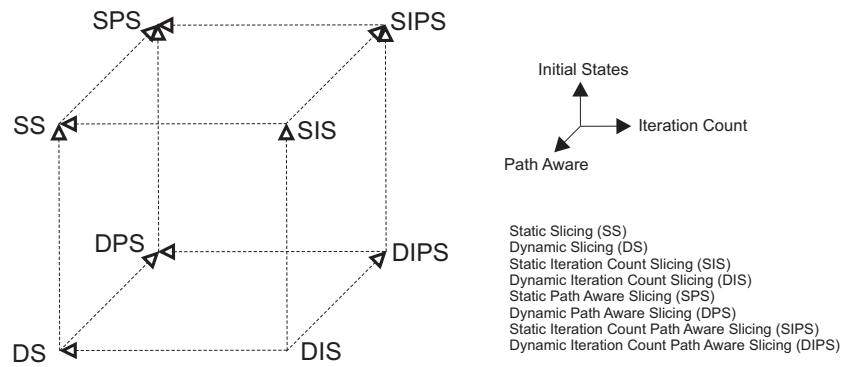 SPS
SIPS
SS
SIS
DPS
DIPS
DS
DIS
Initial States
Iteration Count
Path Aware
Static Slicing (SS)
Dynamic Slicing (DS)
Static Iteration Count Slicing (SIS)
Dynamic Iteration Count Slicing (DIS)
Static Path Aware Slicing (SPS)
Dynamic Path Aware Slicing (DPS)
Static Iteration Count Path Aware Slicing (SIPS)
Dynamic Iteration Count Path Aware Slicing (DIPS)